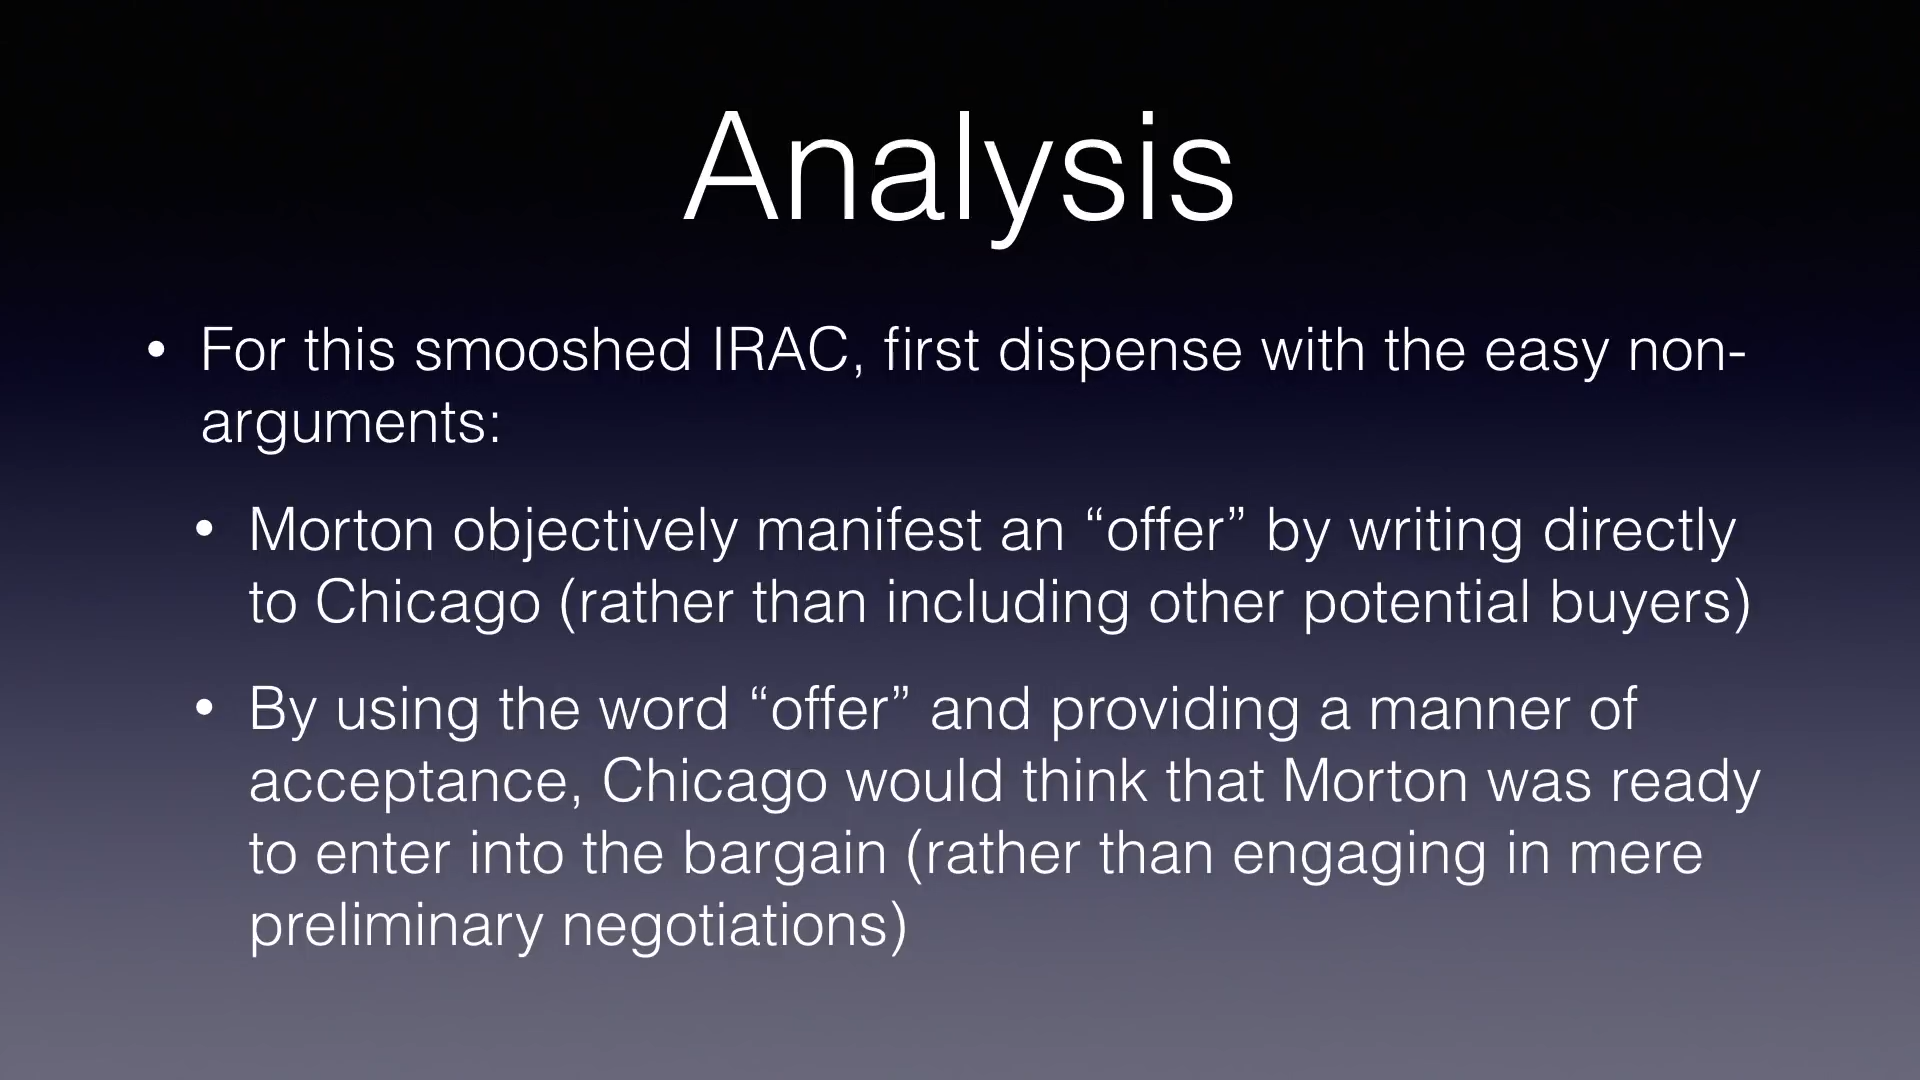 Analysis
• For this smooshed IRAC, first dispense with the easy non-
arguments:
• Morton objectively manifest an “offer” by writing directly
to Chicago (rather than including other potential buyers)
• By using the word “offer” and providing a manner of
acceptance, Chicago would think that Morton was ready
to enter into the bargain (rather than engaging in mere
preliminary negotiations)